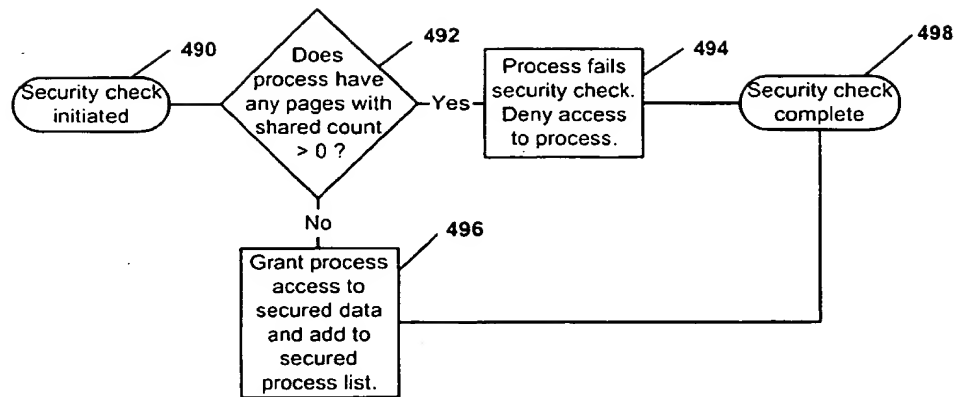 490
Security check
initiated
492
Does
process have
any pages with
shared count
> 0 ?
Yes
494
Process fails
security check.
Deny access
to process.
498
Security check
complete
No
496
Grant process
access to
secured data
and add to
secured
process list.